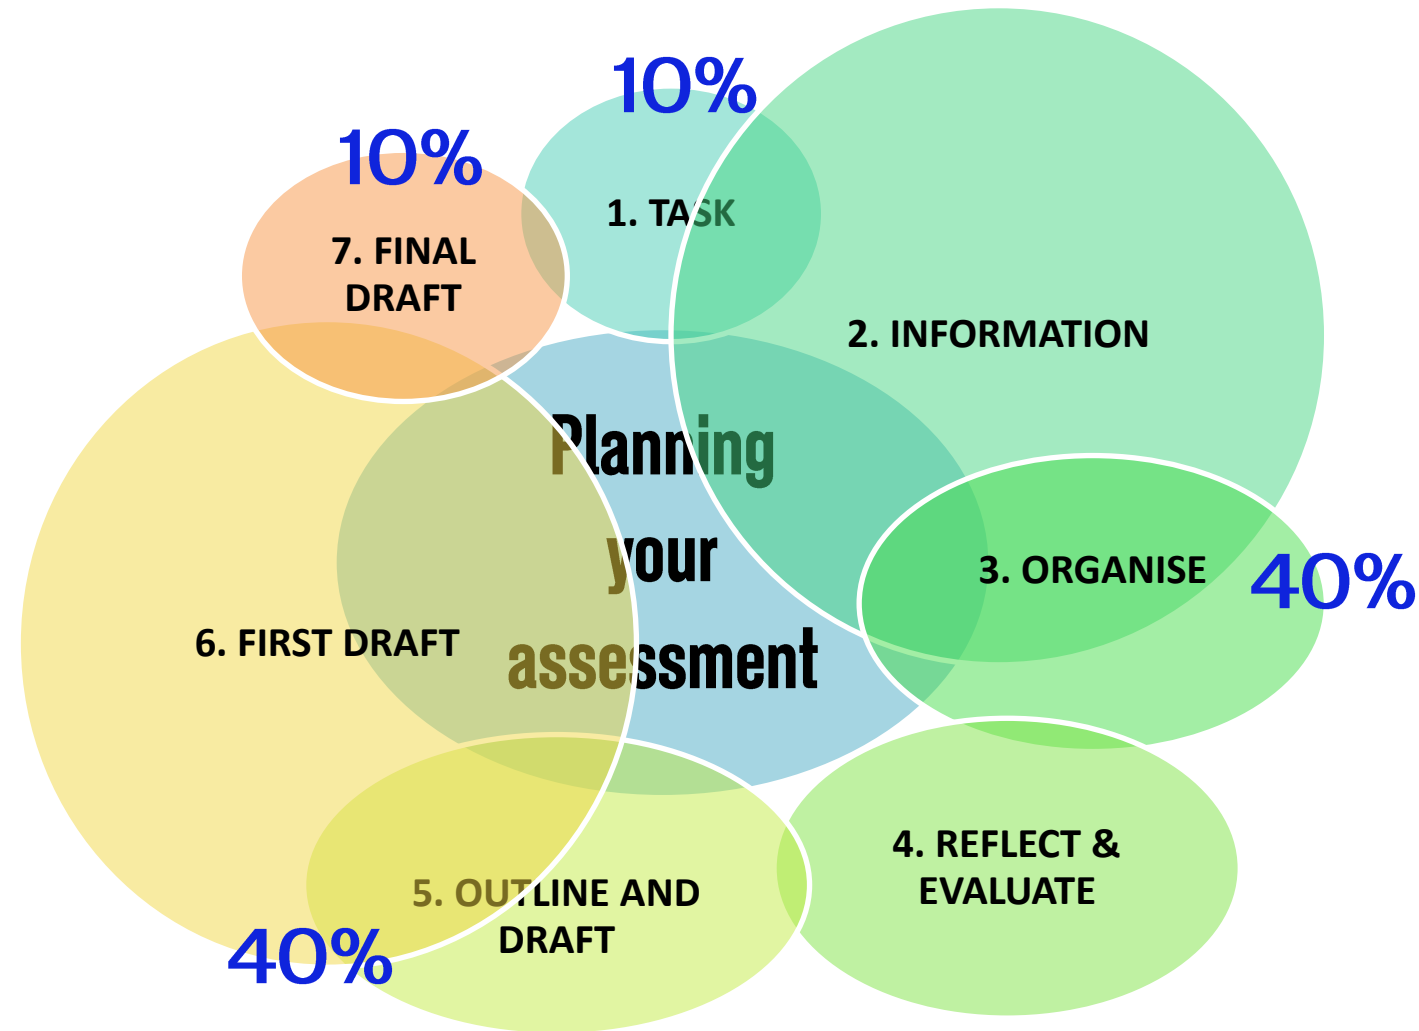 10%
1. TASK
2. INFORMATION
3. ORGANISE
40%
4. REFLECT &
EVALUATE
5. OUTLINE AND
DRAFT
40%
6. FIRST DRAFT
10%
7. FINAL
DRAFT
Planning
your
assessment